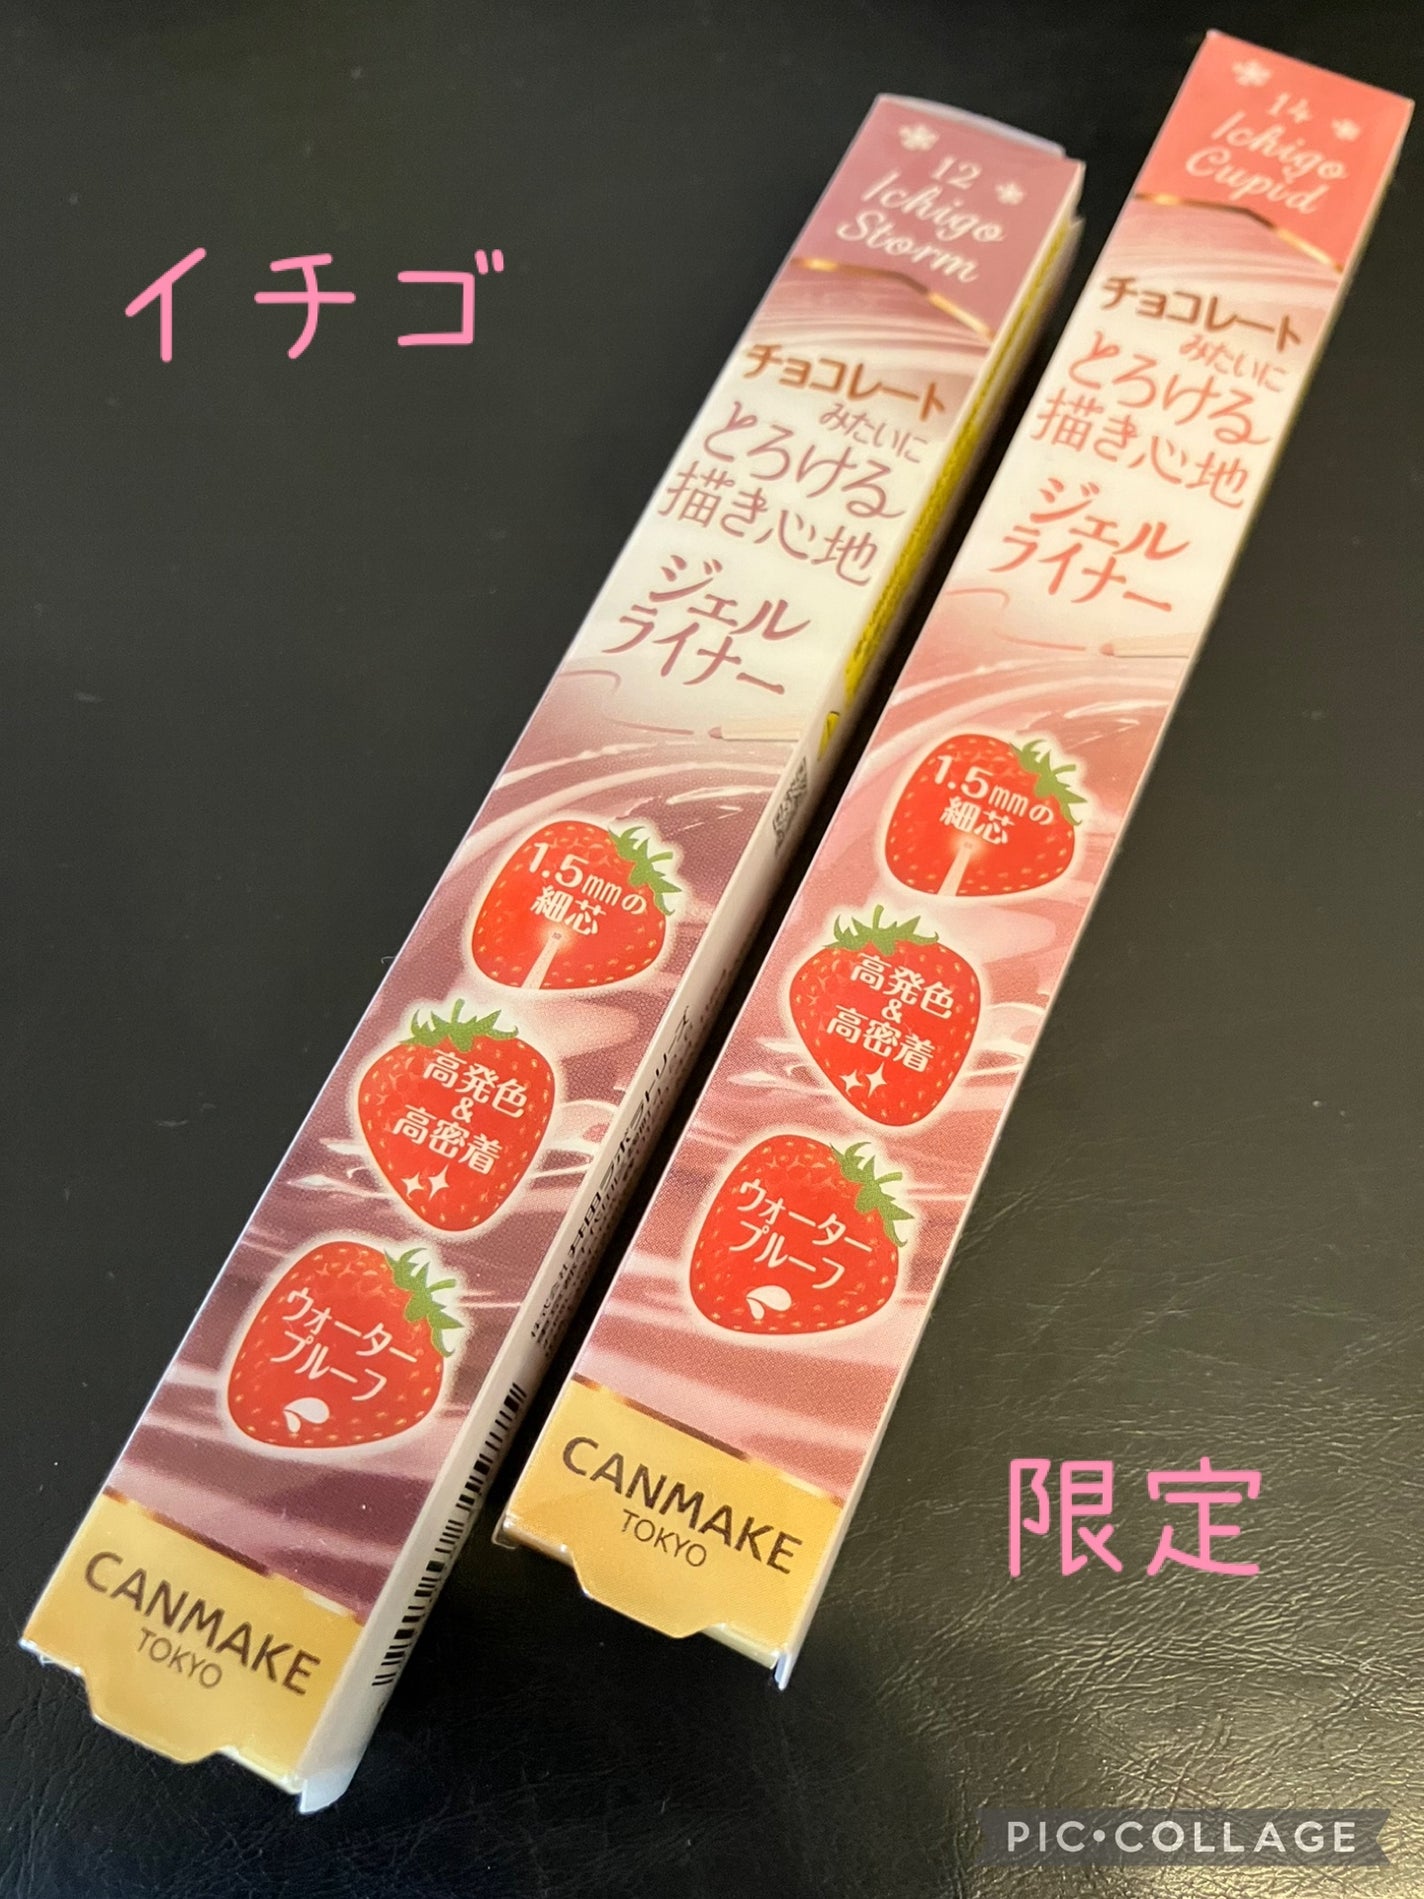 イチゴ
12
Ichigo
Storm
チョコレート
みたいに
とろける
描き心地
ジェル
ライナー
1.5mmの
細芯
高発色
&
高密着
ウォーター
プルーフ
CANMAKE
TOKYO
14
Ichigo
Cupid
チョコレート
みたいに
とろける
描き心地
ジェル
ライナー
1.5mmの
細芯
高発色
&
高密着
ウォーター
プルーフ
CANMAKE
TOKYO
限定
PIC•COLLAGE